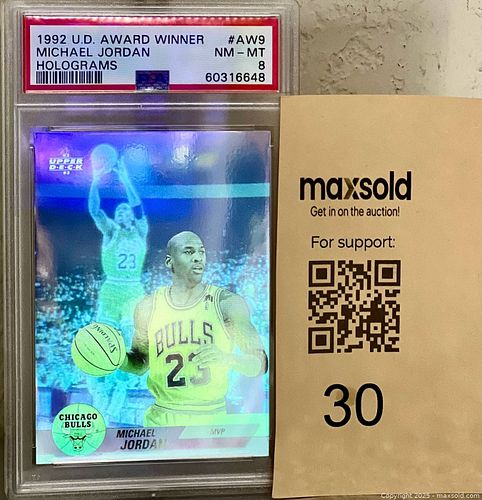 1992 U.D. AWARD WINNER #AW9
MICHAEL JORDAN NM-MT
HOLOGRAMS 8
60316648
UPPER
DECK
23
SPALDING
BULLS
23
CHICAGO
BULLS
MICHAEL
JORDAN
MVP
maxsold
Get in on the auction!
For support:
30
Copyright 2025 - maxsold.com